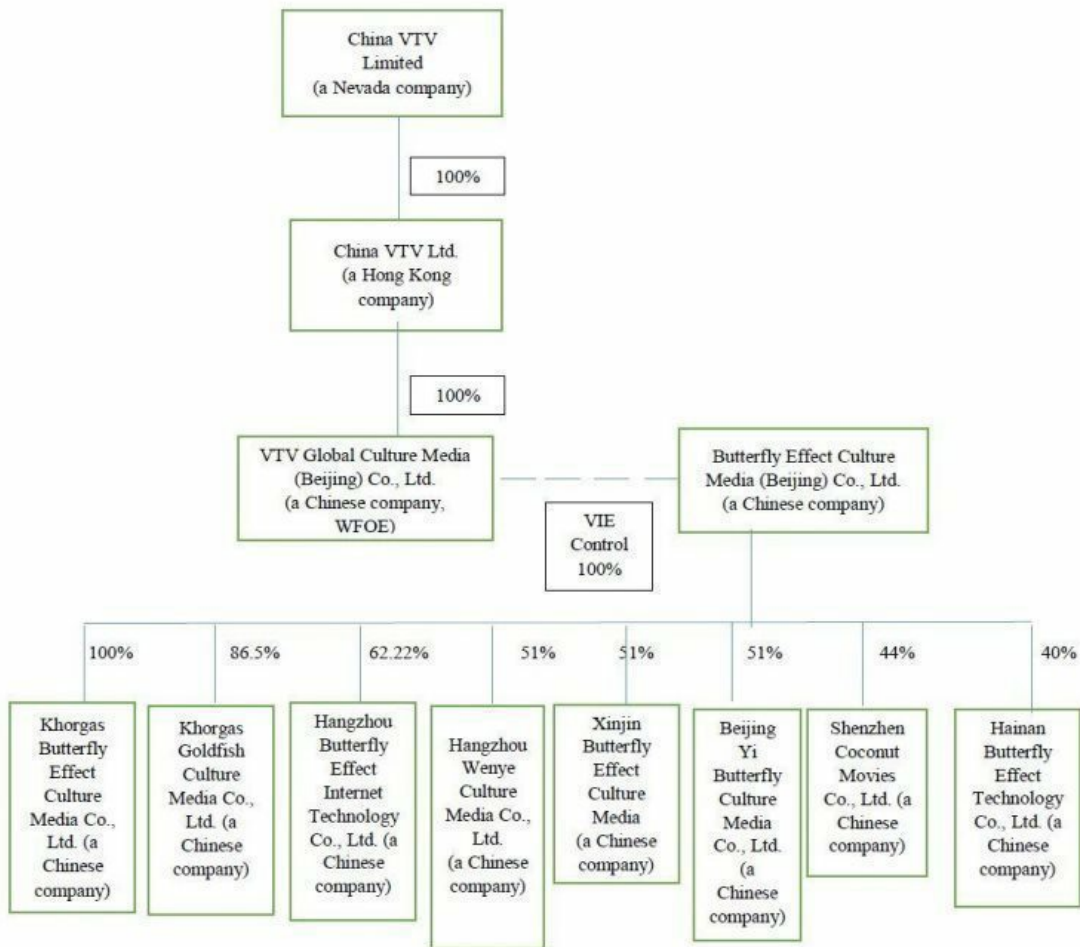 China VTV
Limited
(a Nevada company)
100%
China VTV Ltd.
(a Hong Kong
company)
100%
VTV Global Culture Media
(Beijing) Co., Ltd.
(a Chinese company,
WFOE)
Butterfly Effect Culture
Media (Beijing) Co., Ltd.
(a Chinese company)
VIE
Control
100%
100%
86.5%
62.22%
51%
51%
51%
44%
40%
Khorgas
Butterfly
Effect
Culture
Media Co.,
Ltd. (a
Chinese
company)
Khorgas
Goldfish
Culture
Media Co.,
Ltd. (a
Chinese
company)
Hangzhou
Butterfly
Effect
Internet
Technology
Co., Ltd. (a
Chinese
company)
Hangzhou
Wenye
Culture
Media Co.,
Ltd.
(a Chinese
company)
Xinjin
Butterfly
Effect
Culture
Media
(a Chinese
company)
Beijing
Yi
Butterfly
Culture
Media
Co., Ltd.
(a
Chinese
company)
Shenzhen
Coconut
Movies
Co., Ltd. (a
Chinese
company)
Hainan
Butterfly
Effect
Technology
Co., Ltd. (a
Chinese
company)